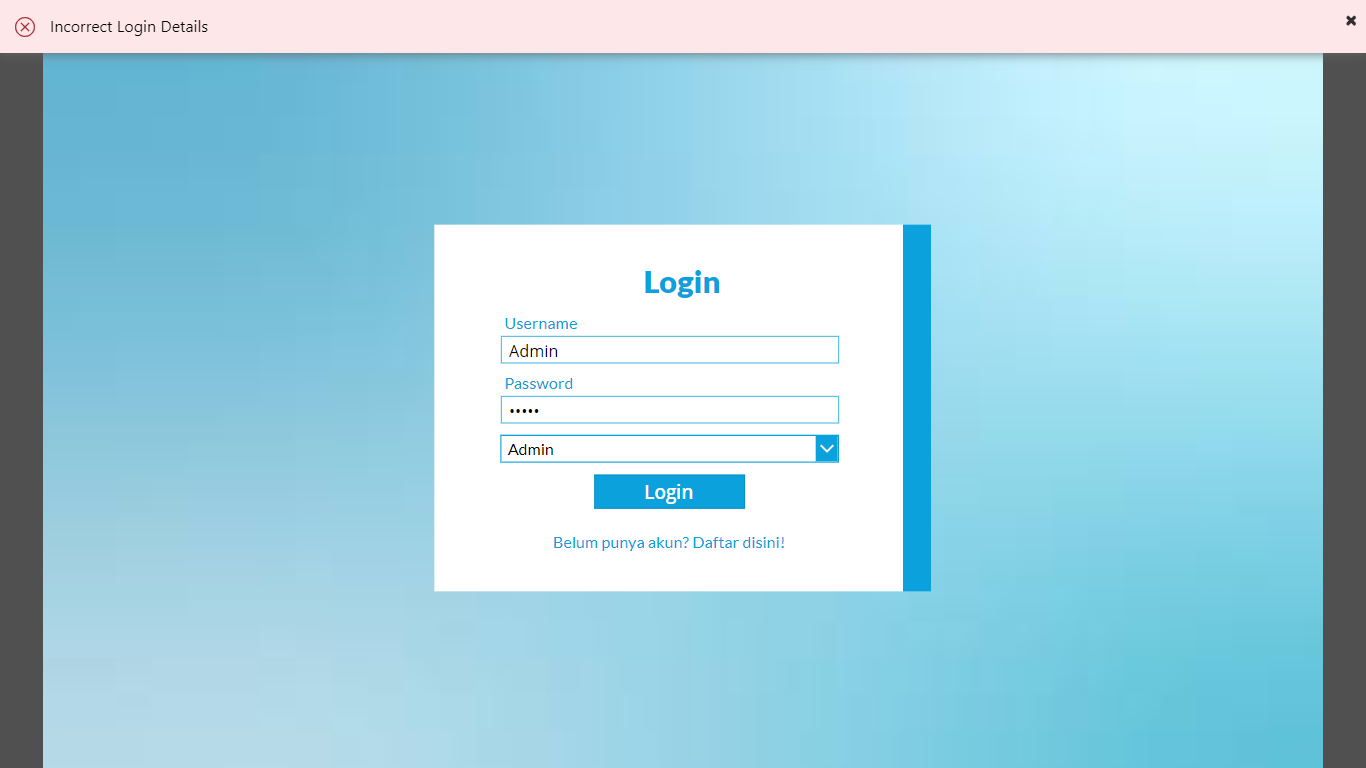 Incorrect Login Details
Login
Username
Admin
Password
•••••
Admin
Login
Belum punya akun? Daftar disini!